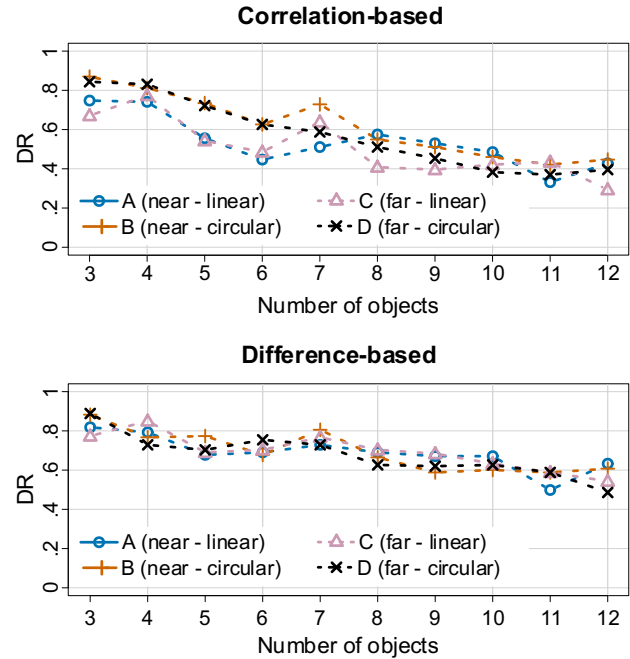 Correlation-based
1
.8
.6
.4
.2
0
DR
A (near - linear)
C (far - linear)
B (near - circular)
D (far - circular)
3 4 5 6 7 8 9 10 11 12
Number of objects
Difference-based
1
.8
.6
.4
.2
0
DR
A (near - linear)
C (far - linear)
B (near - circular)
D (far - circular)
3 4 5 6 7 8 9 10 11 12
Number of objects